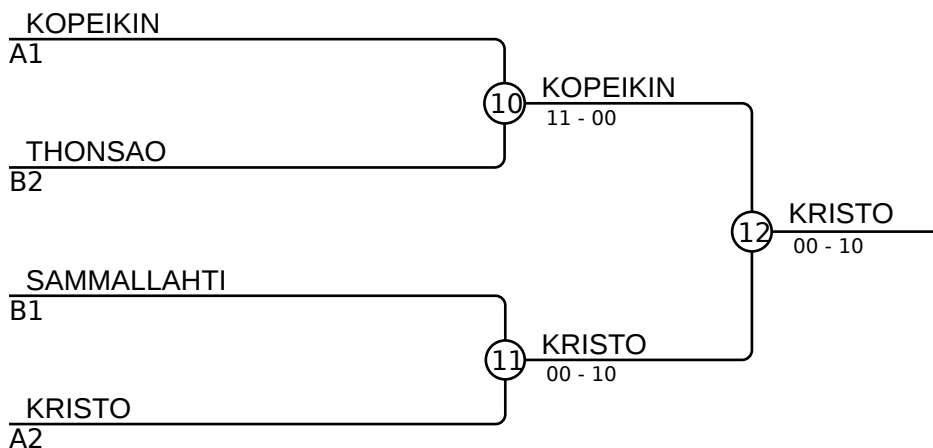 KOPEIKIN
A1
10
KOPEIKIN
11 - 00
THONSAO
B2
12
KRISTO
00 - 10
SAMMALLAHTI
B1
11
KRISTO
00 - 10
KRISTO
A2